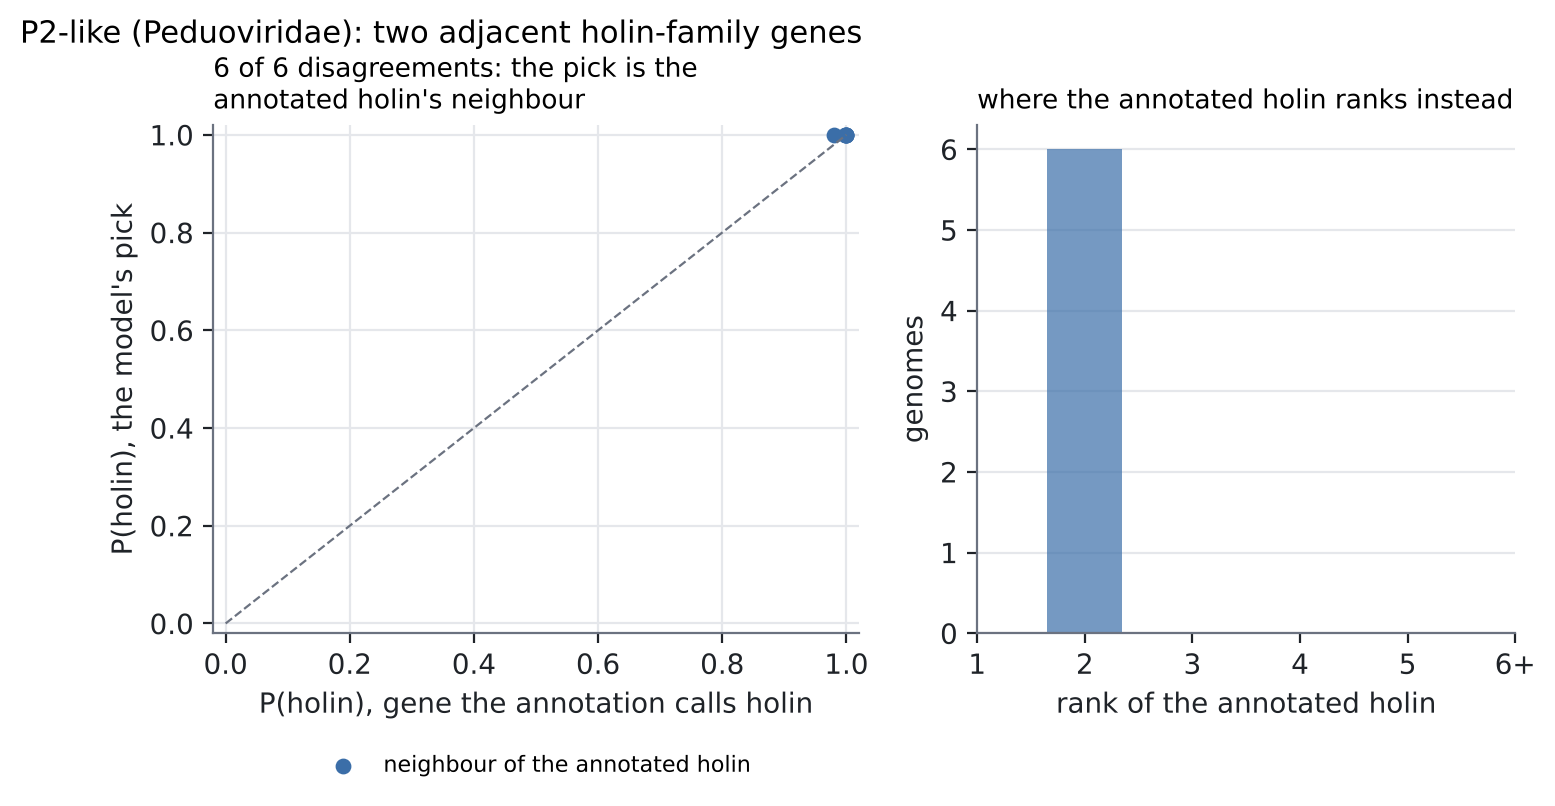 P2-like (Peduoviridae): two adjacent holin-family genes
6 of 6 disagreements: the pick is the
annotated holin's neighbour
P(holin), the model's pick
1.0
0.8
0.6
0.4
0.2
0.0
0.0 0.2 0.4 0.6 0.8 1.0
P(holin), gene the annotation calls holin
neighbour of the annotated holin
where the annotated holin ranks instead
genomes
6
5
4
3
2
1
0
1 2 3 4 5 6+
rank of the annotated holin